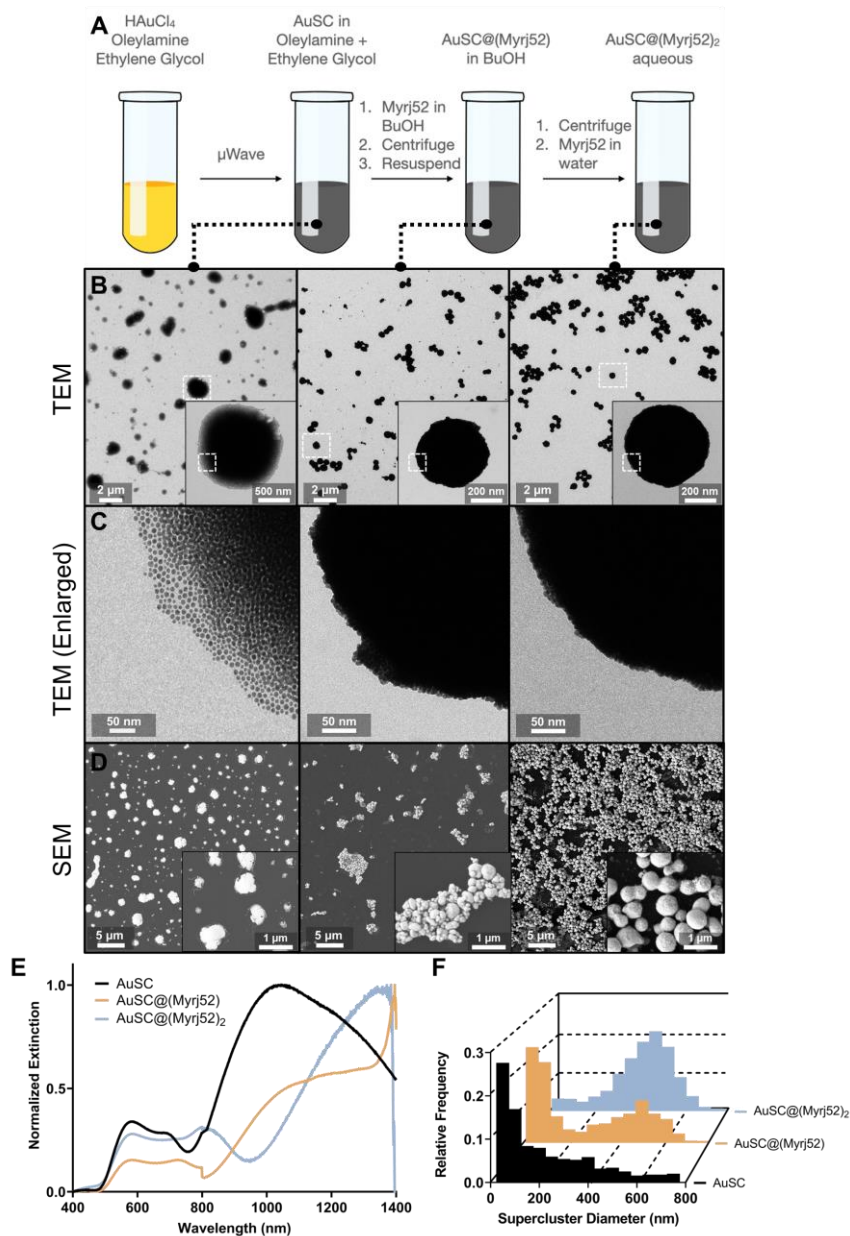 A
HAuCl₄
Oleylamine
Ethylene Glycol
AuSC in
Oleylamine +
Ethylene Glycol
AuSC@(Myrj52)
in BuOH
AuSC@(Myrj52)₂
aqueous
µWave
1. Myrj52 in
BuOH
2. Centrifuge
3. Resuspend
1. Centrifuge
2. Myrj52 in
water
TEM
B
2 µm
500 nm
2 µm
200 nm
2 µm
200 nm
TEM (Enlarged)
C
50 nm
50 nm
50 nm
SEM
D
5 µm
1 µm
5 µm
1 µm
5 µm
1 µm
E
AuSC
AuSC@(Myrj52)
AuSC@(Myrj52)₂
Normalized Extinction
1.0
0.5
0.0
400 600 800 1000 1200 1400
Wavelength (nm)
F
Relative Frequency
0.3
0.2
0.1
0.0
0 200 400 600 800
Supercluster Diameter (nm)
AuSC@(Myrj52)₂
AuSC@(Myrj52)
AuSC